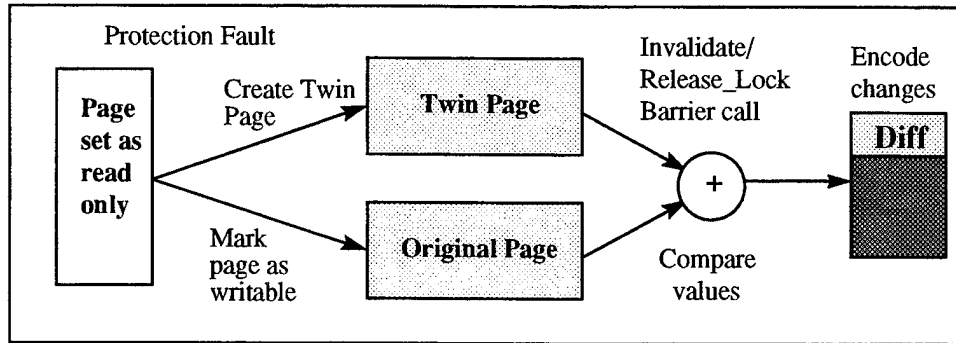 Protection Fault
Page
set as
read
only
Create Twin
Page
Mark
page as
writable
Twin Page
Original Page
Invalidate/
Release_Lock
Barrier call
+
Compare
values
Encode
changes
Diff